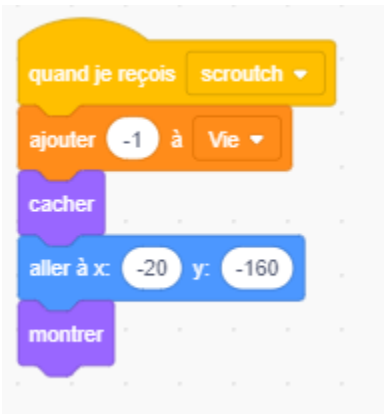 quand je reçois scroutch
ajouter -1 à Vie
cacher
aller à x: -20 y: -160
montrer